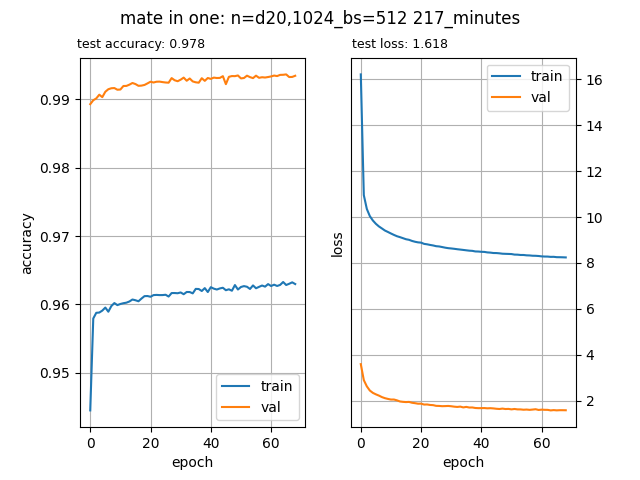 mate in one: n=d20,1024_bs=512 217_minutes
test accuracy: 0.978
0.99
0.98
0.97
0.96
0.95
accuracy
0
20
40
60
epoch
train
val
test loss: 1.618
train
val
16
14
12
10
8
6
4
2
loss
0
20
40
60
epoch